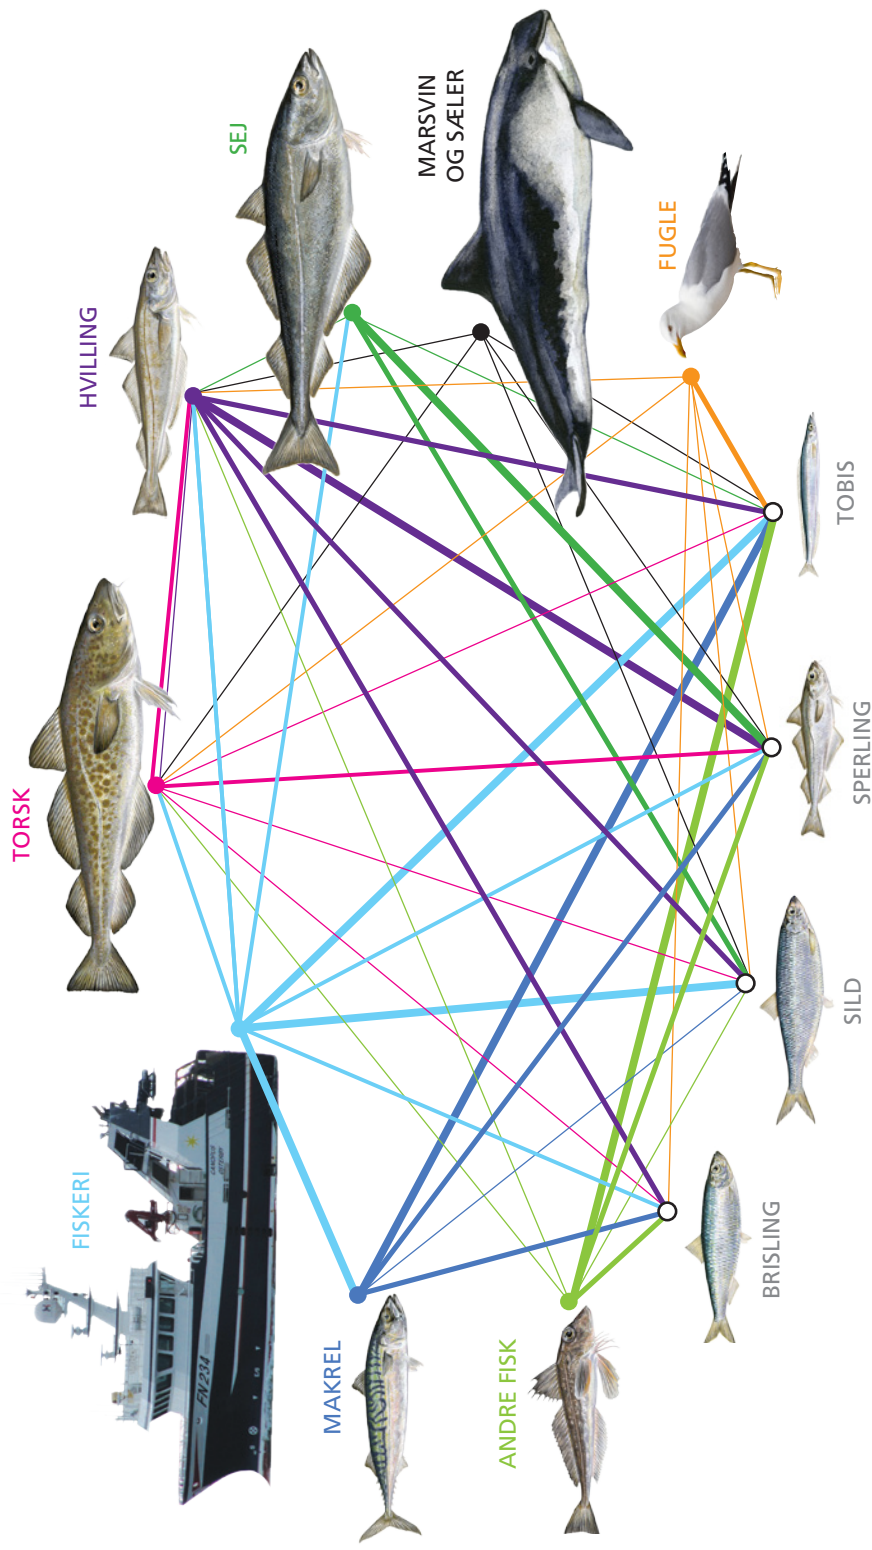 TORSK
FISKERI
HVILLING
FN 234
SEJ
MAKREL
MARSVIN
OG SÆLER
ANDRE FISK
FUGLE
BRISLING
SILD
SPERLING
TOBIS